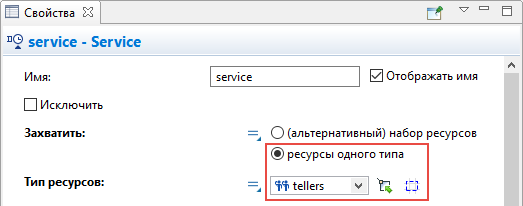 Свойства
service - Service
Имя: service Отображать имя
Исключить
Захватить: (альтернативный) набор ресурсов
ресурсы одного типа
Тип ресурсов: tellers